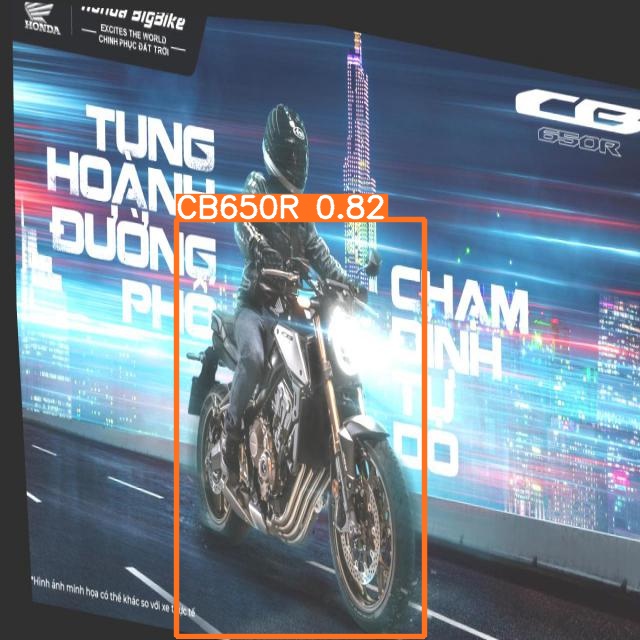 HONDA
Honda BigBike
EXCITES THE WORLD
CHINH PHỤC ĐẤT TRỜI
CB
650R
TUNG
HOÀNH
ĐƯỜNG
PHỐ
CB650R 0.82
CHẠM
ĐỈNH
TỰ
DO
*Hình ảnh minh họa có thể khác so với xe thực tế